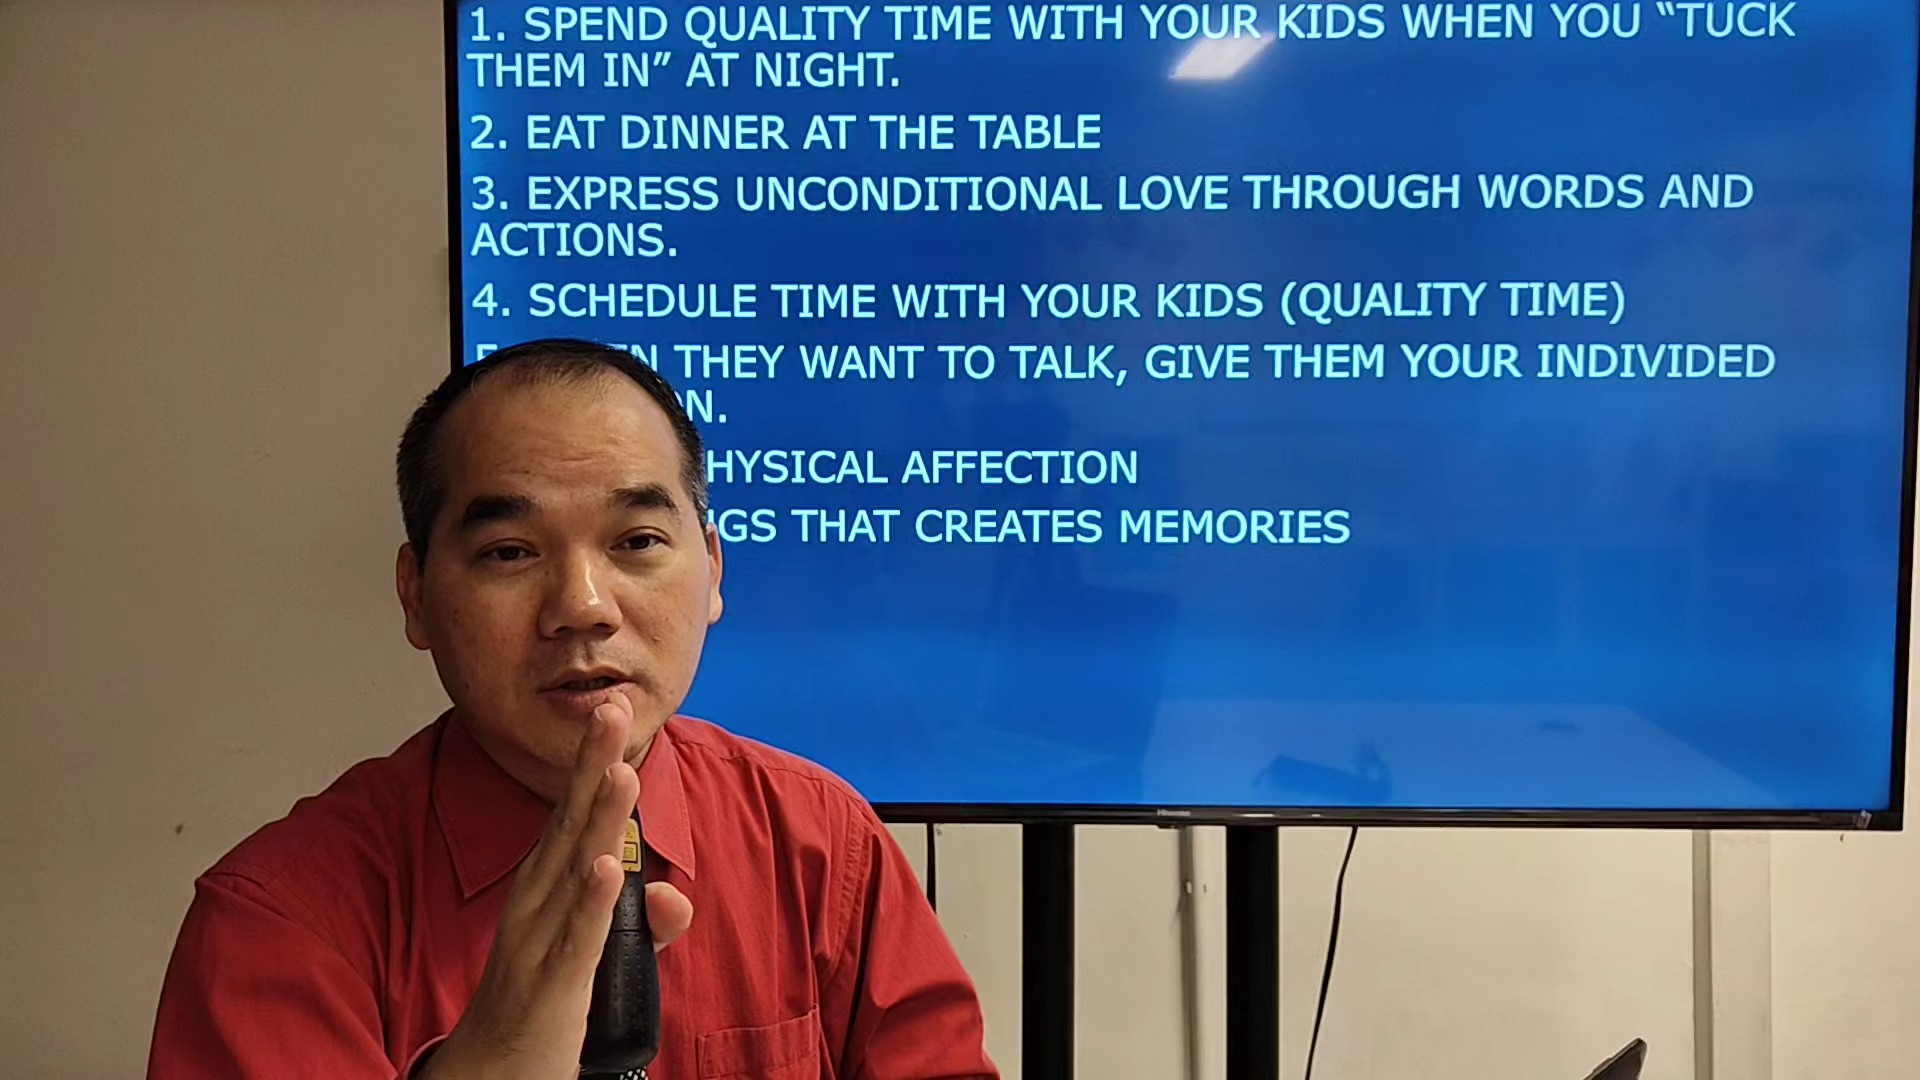 1. SPEND QUALITY TIME WITH YOUR KIDS WHEN YOU “TUCK
THEM IN” AT NIGHT.
2. EAT DINNER AT THE TABLE
3. EXPRESS UNCONDITIONAL LOVE THROUGH WORDS AND
ACTIONS.
4. SCHEDULE TIME WITH YOUR KIDS (QUALITY TIME)
THEY WANT TO TALK, GIVE THEM YOUR INDIVIDED
AFFECTION
THAT CREATES MEMORIES
Hisense